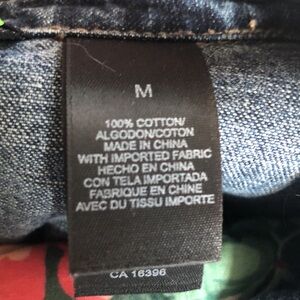 M
100% COTTON/
ALGODON/COTON
MADE IN CHINA
WITH IMPORTED FABRIC
HECHO EN CHINA
CON TELA IMPORTADA
FABRIQUE EN CHINE
AVEC DU TISSU IMPORTE
CA 16396